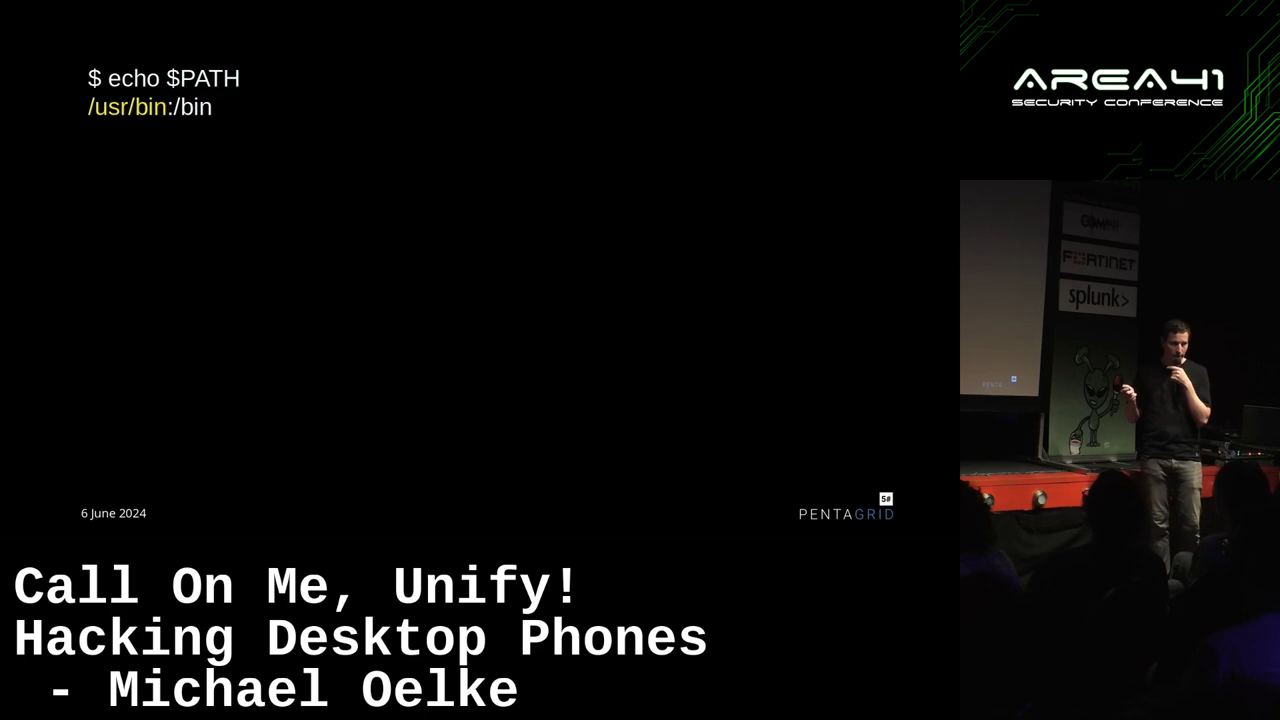 $ echo $PATH
/usr/bin:/bin
6 June 2024
5#
PENTAGRID
Call On Me, Unify!
Hacking Desktop Phones
- Michael Oelke
AREA41
SECURITY CONFERENCE
FORTINET
splunk>